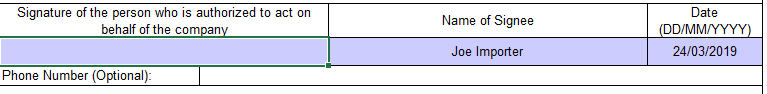 Signature of the person who is authorized to act on
behalf of the company
Name of Signee
Date
(DD/MM/YYYY)
Joe Importer
24/03/2019
Phone Number (Optional):